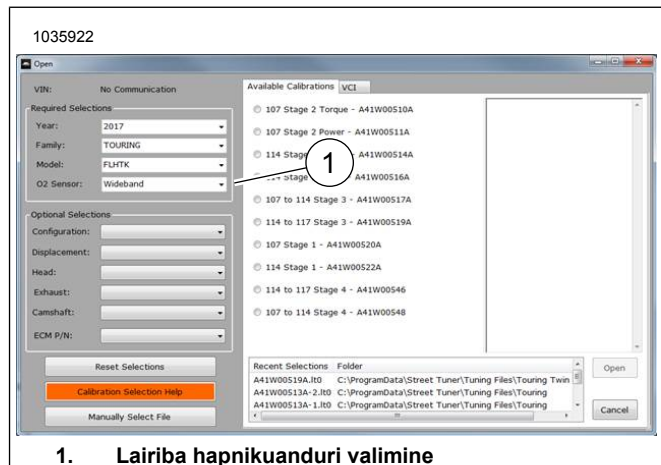 1035922
Open
VIN: No Communication
Required Selections
Year: 2017
Family: TOURING
Model: FLHTK
O2 Sensor: Wideband
Optional Selections
Configuration:
Displacement:
Head:
Exhaust:
Camshaft:
ECM P/N:
Reset Selections
Calibration Selection Help
Manually Select File
Available Calibrations VCI
107 Stage 2 Torque - A41W00510A
107 Stage 2 Power - A41W00511A
114 Stage A41W00514A
Stage A41W00516A
107 to 114 Stage 3 - A41W00517A
114 to 117 Stage 3 - A41W00519A
107 Stage 1 - A41W00520A
114 Stage 1 - A41W00522A
114 to 117 Stage 4 - A41W00546
107 to 114 Stage 4 - A41W00548
1
Recent Selections Folder
A41W00519A.lt0 C:\ProgramData\Street Tuner\Tuning Files\Touring Twin
A41W00513A-2.lt0 C:\ProgramData\Street Tuner\Tuning Files\Touring
A41W00513A-1.lt0 C:\ProgramData\Street Tuner\Tuning Files\Touring
Open
Cancel
1. Lairiba hapnikuanduri valimine